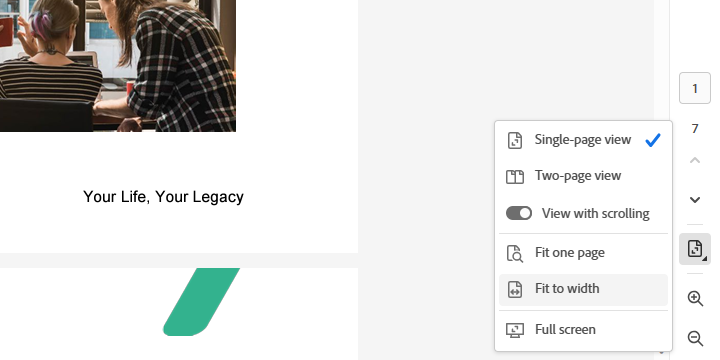 Your Life, Your Legacy
Single-page view
Two-page view
View with scrolling
Fit one page
Fit to width
Full screen
1
7